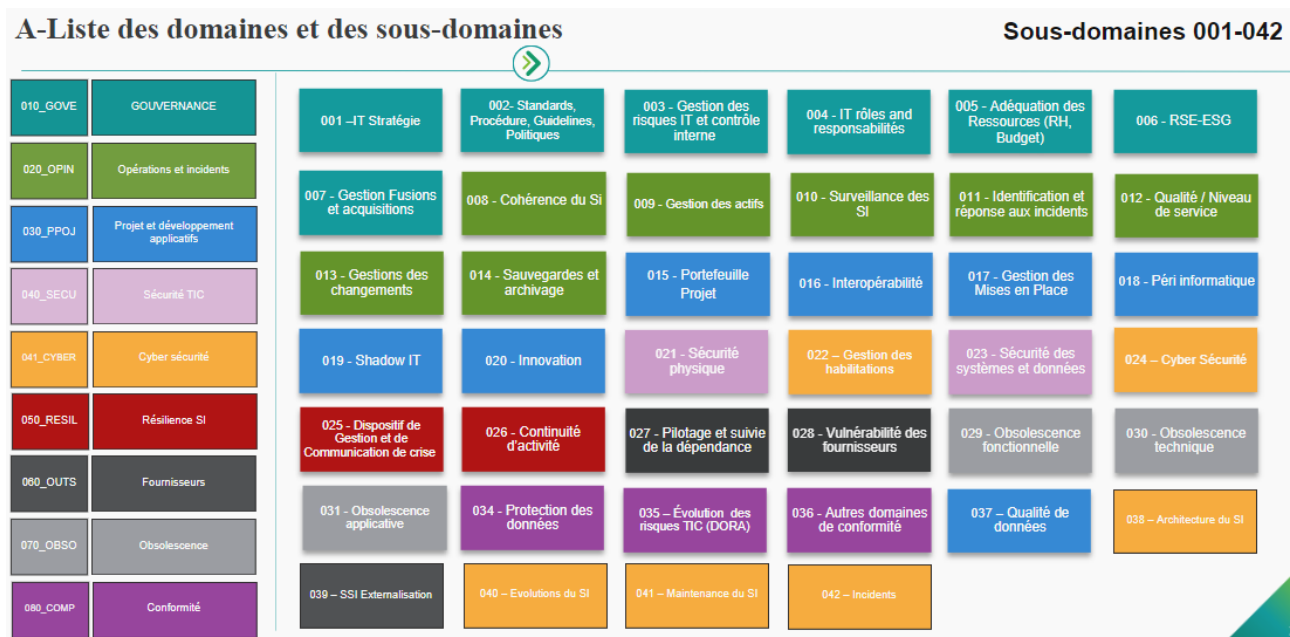 A-Liste des domaines et des sous-domaines
Sous-domaines 001-042
010_GOVE
GOUVERNANCE
020_OPIN
Opérations et incidents
030_PPOJ
Projet et développement
applicatifs
040_SECU
Sécurité TIC
041_CYBER
Cyber sécurité
050_RESIL
Résilience SI
060_OUTS
Fournisseurs
070_OBSO
Obsolescence
080_COMP
Conformité
001 –IT Stratégie
002- Standards,
Procédure, Guidelines,
Politiques
003 - Gestion des
risques IT et contrôle
interne
004 - IT rôles and
responsabilités
005 - Adéquation des
Ressources (RH,
Budget)
006 - RSE-ESG
007 - Gestion Fusions
et acquisitions
008 - Cohérence du Si
009 - Gestion des actifs
010 - Surveillance des
SI
011 - Identification et
réponse aux incidents
012 - Qualité / Niveau
de service
013 - Gestions des
changements
014 - Sauvegardes et
archivage
015 - Portefeuille
Projet
016 - Interopérabilité
017 - Gestion des
Mises en Place
018 - Péri informatique
019 - Shadow IT
020 - Innovation
021 - Sécurité
physique
022 – Gestion des
habilitations
023 - Sécurité des
systèmes et données
024 – Cyber Sécurité
025 - Dispositif de
Gestion et de
Communication de crise
026 - Continuité
d'activité
027 - Pilotage et suivie
de la dépendance
028 - Vulnérabilité des
fournisseurs
029 - Obsolescence
fonctionnelle
030 - Obsolescence
technique
031 - Obsolescence
applicative
034 - Protection des
données
035 – Évolution des
risques TIC (DORA)
036 - Autres domaines
de conformité
037 – Qualité de
données
038 – Architecture du SI
039 – SSI Externalisation
040 – Evolutions du SI
041 – Maintenance du SI
042 – Incidents